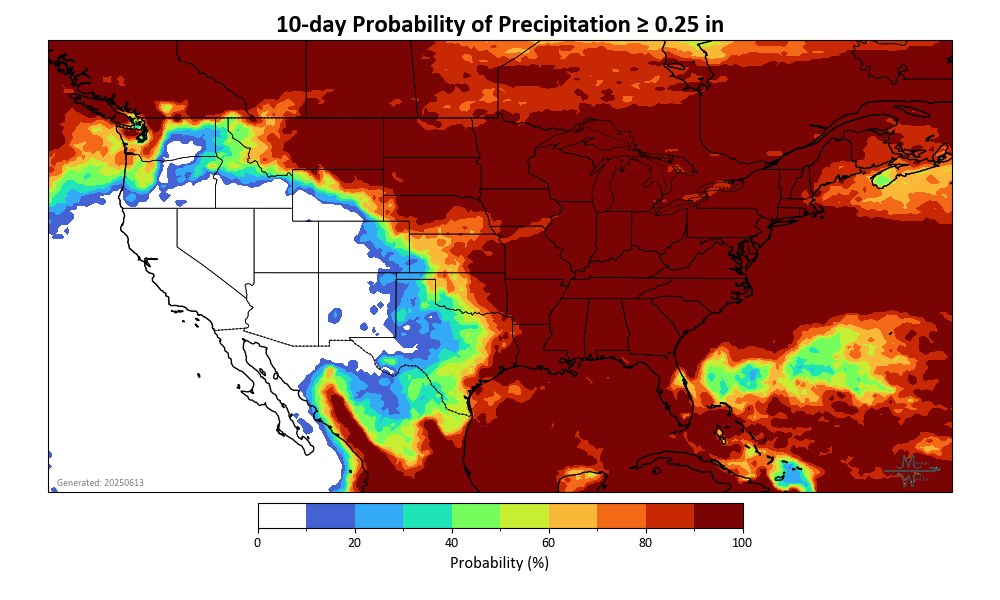 10-day Probability of Precipitation ≥ 0.25 in
Generated: 20250613
0 20 40 60 80 100
Probability (%)